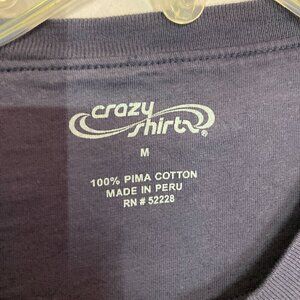 crazy
shirts®
M
100% PIMA COTTON
MADE IN PERU
RN # 52228